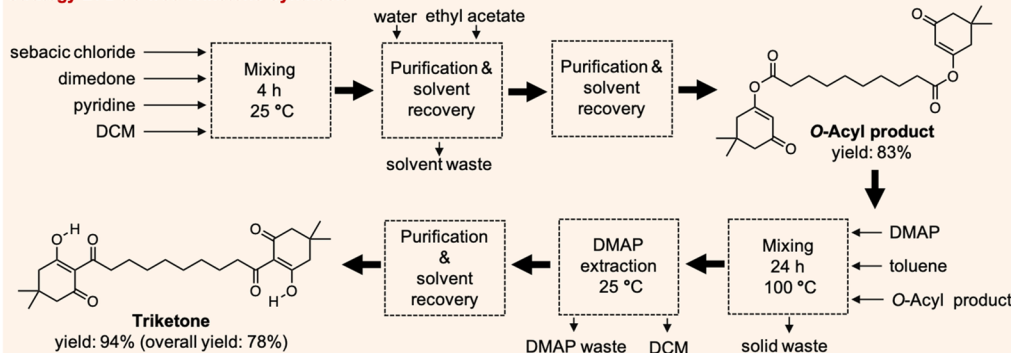 water ethyl acetate
sebacic chloride
dimedone
pyridine
DCM
Mixing
4 h
25 °C
Purification &
solvent
recovery
solvent waste
Purification &
solvent
recovery
O
O
O
O
O
O
O-Acyl product
yield: 83%
DMAP
toluene
O-Acyl product
Mixing
24 h
100 °C
solid waste
DMAP
extraction
25 °C
DMAP waste
DCM
Purification
&
solvent
recovery
O-H
O
O
O
O
H-O
Triketone
yield: 94% (overall yield: 78%)